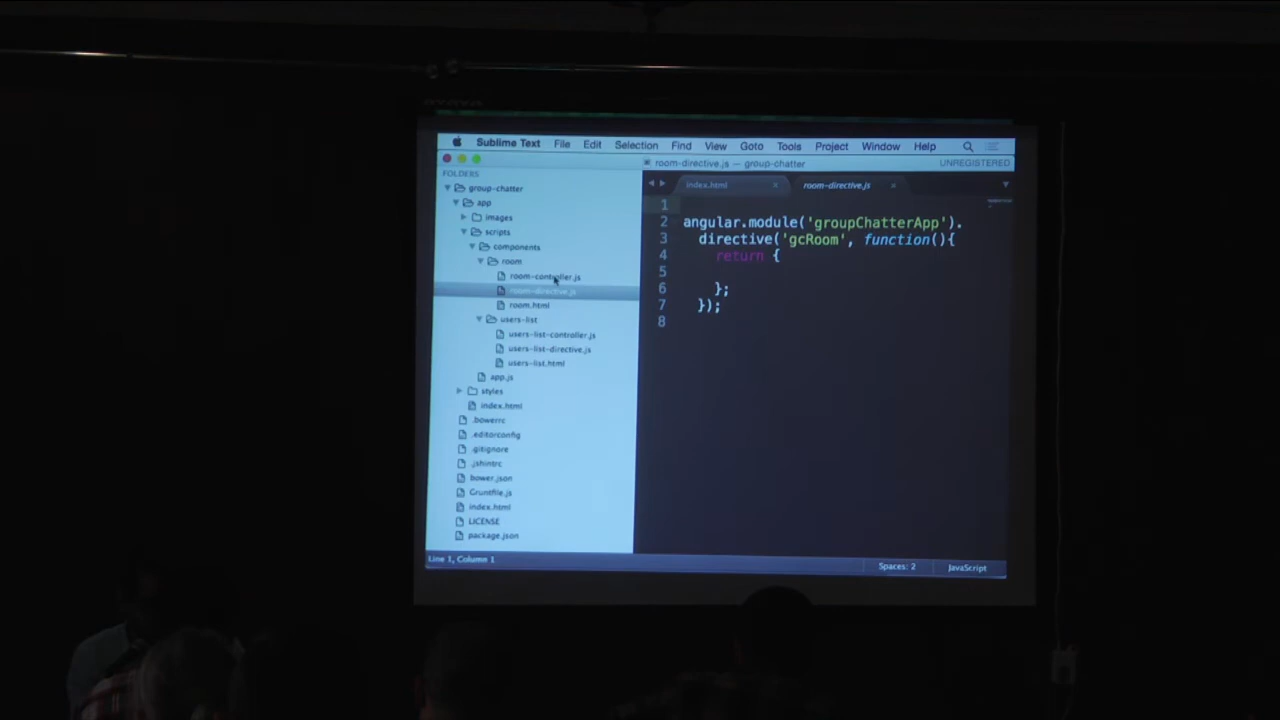 Sublime Text File Edit Selection Find View Goto Tools Project Window Help
room-directive.js — group-chatter UNREGISTERED
FOLDERS
group-chatter
app
images
scripts
components
room
room-controller.js
room-directive.js
room.html
users-list
users-list-controller.js
users-list-directive.js
users-list.html
app.js
styles
index.html
.bowerrc
.editorconfig
.gitignore
.jshintrc
bower.json
Gruntfile.js
index.html
LICENSE
package.json
index.html room-directive.js
1
2 angular.module('groupChatterApp').
3 directive('gcRoom', function(){
4 return {
5
6 };
7 });
8
Line 1, Column 1 Spaces: 2 JavaScript